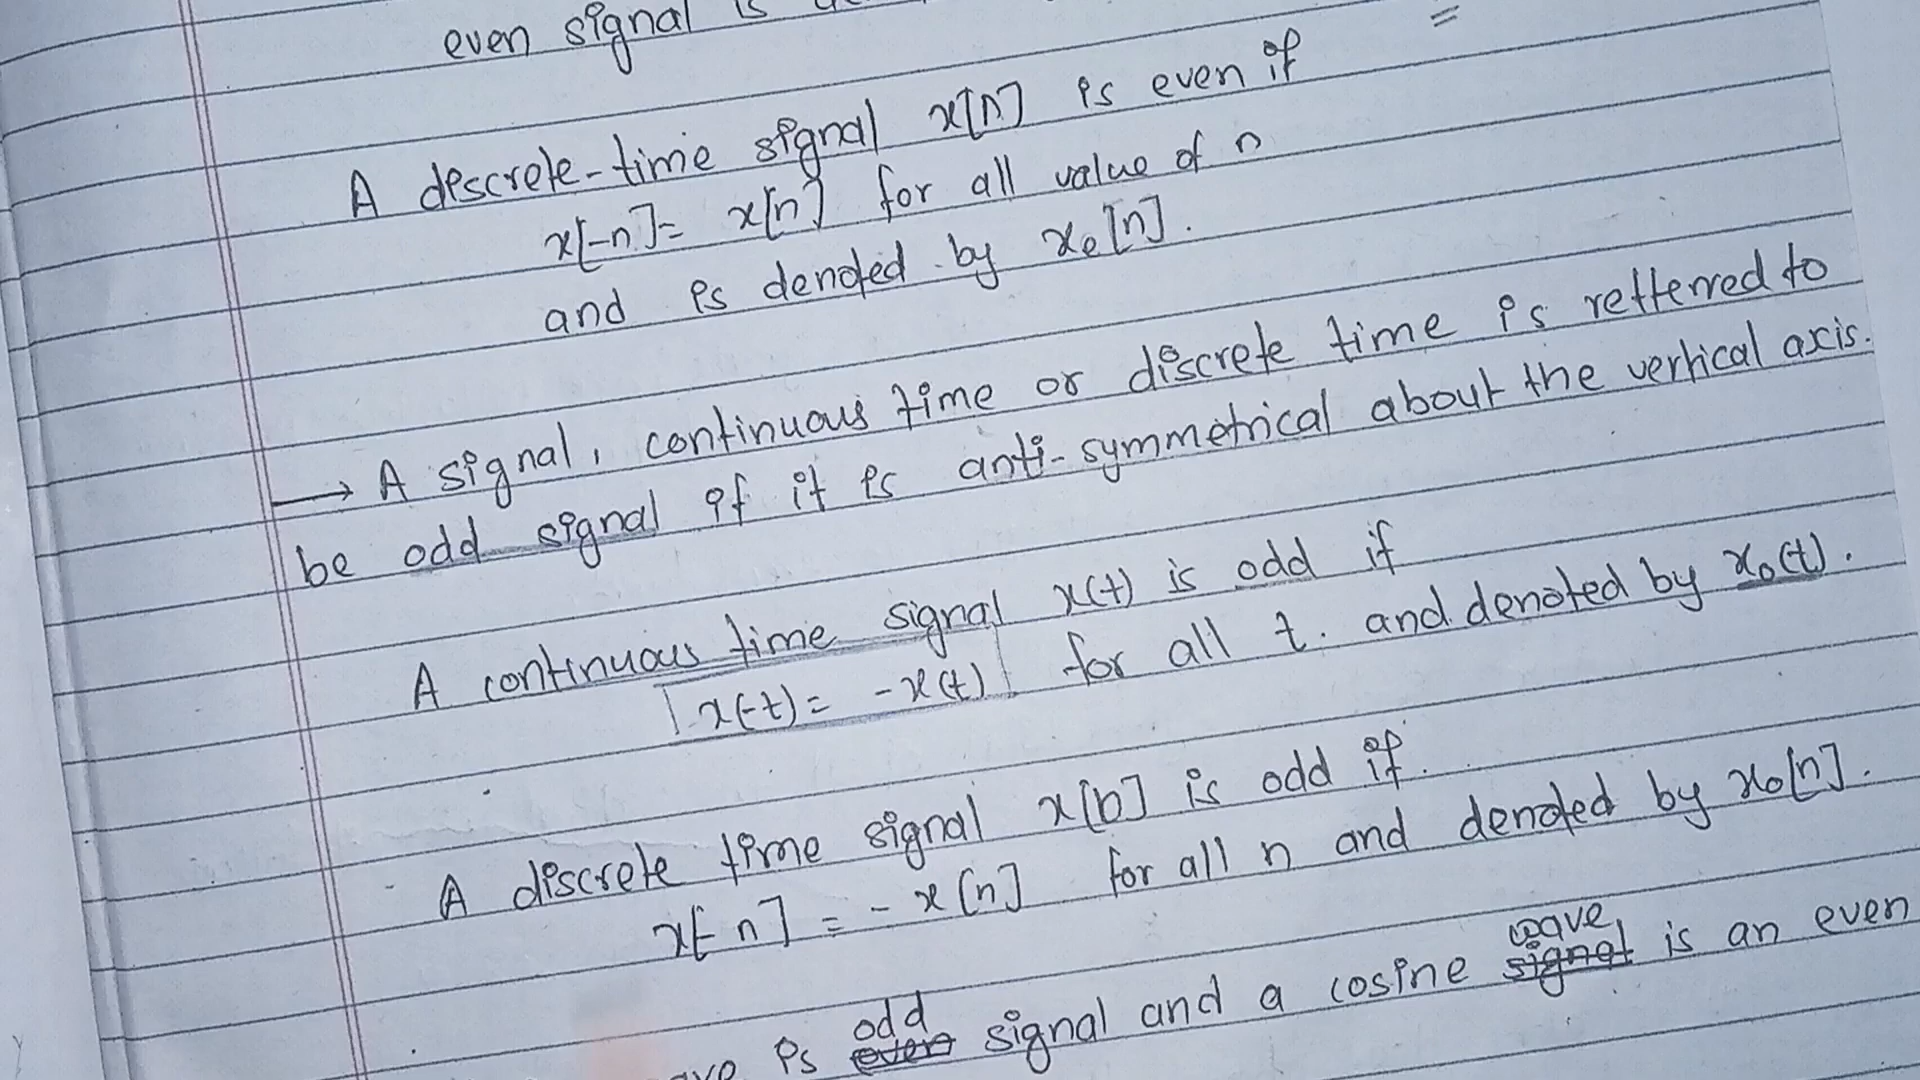 even signal is
A discrete-time signal x[n] is even if
x[-n] = x[n] for all value of n
and is denoted by xe[n].
→ A signal, continuous time or discrete time is refferred to
be odd signal if it is anti-symmetrical about the vertical axis.
A continuous time signal x(t) is odd if
x(-t) = -x(t) for all t. and denoted by xo(t).
A discrete time signal x[n] is odd if.
x[-n] = -x[n] for all n and denoted by xo[n].
is odd signal and a cosine wave is an even